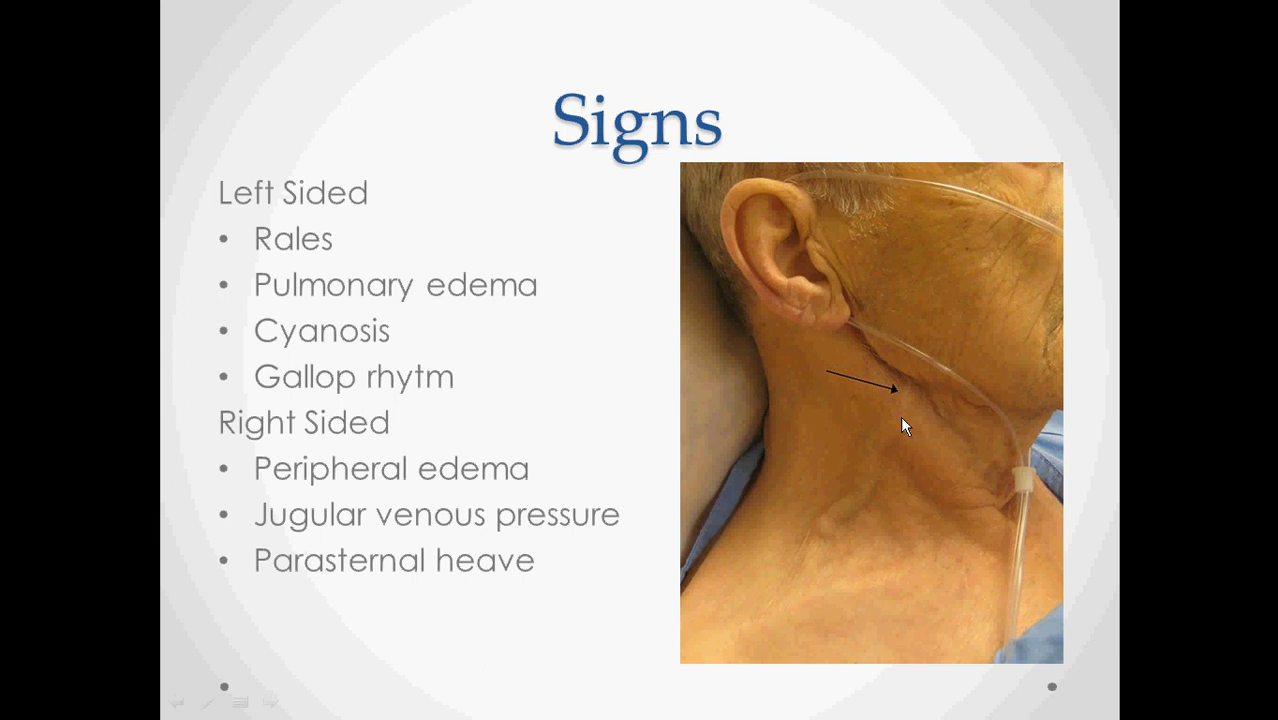 Signs
Left Sided
• Rales
• Pulmonary edema
• Cyanosis
• Gallop rhytm
Right Sided
• Peripheral edema
• Jugular venous pressure
• Parasternal heave